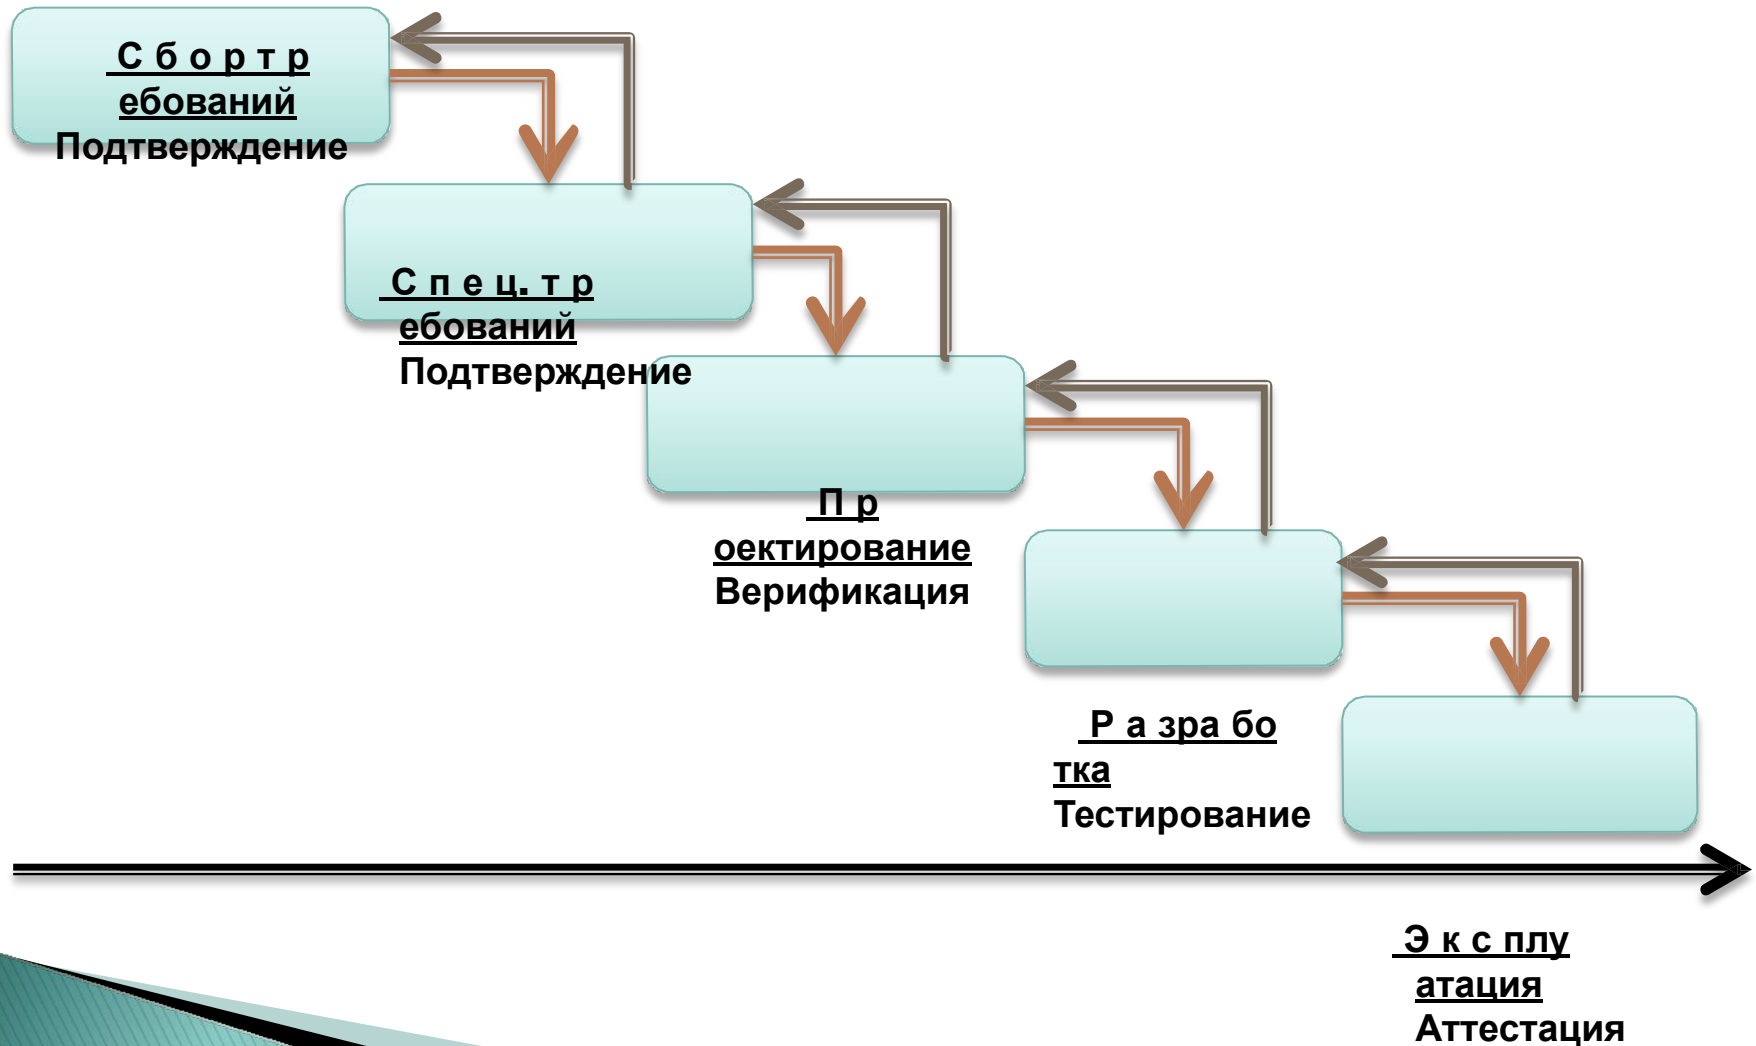 С б о р т р
ебований
Подтверждение
С п е ц. т р
ебований
Подтверждение
П р
оектирование
Верификация
Р а зра бо
тка
Тестирование
Э к с плу
атация
Аттестация